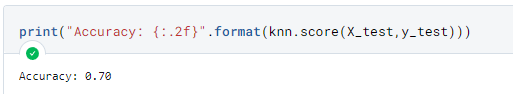 print("Accuracy: {:.2f}".format(knn.score(X_test,y_test)))
Accuracy: 0.70